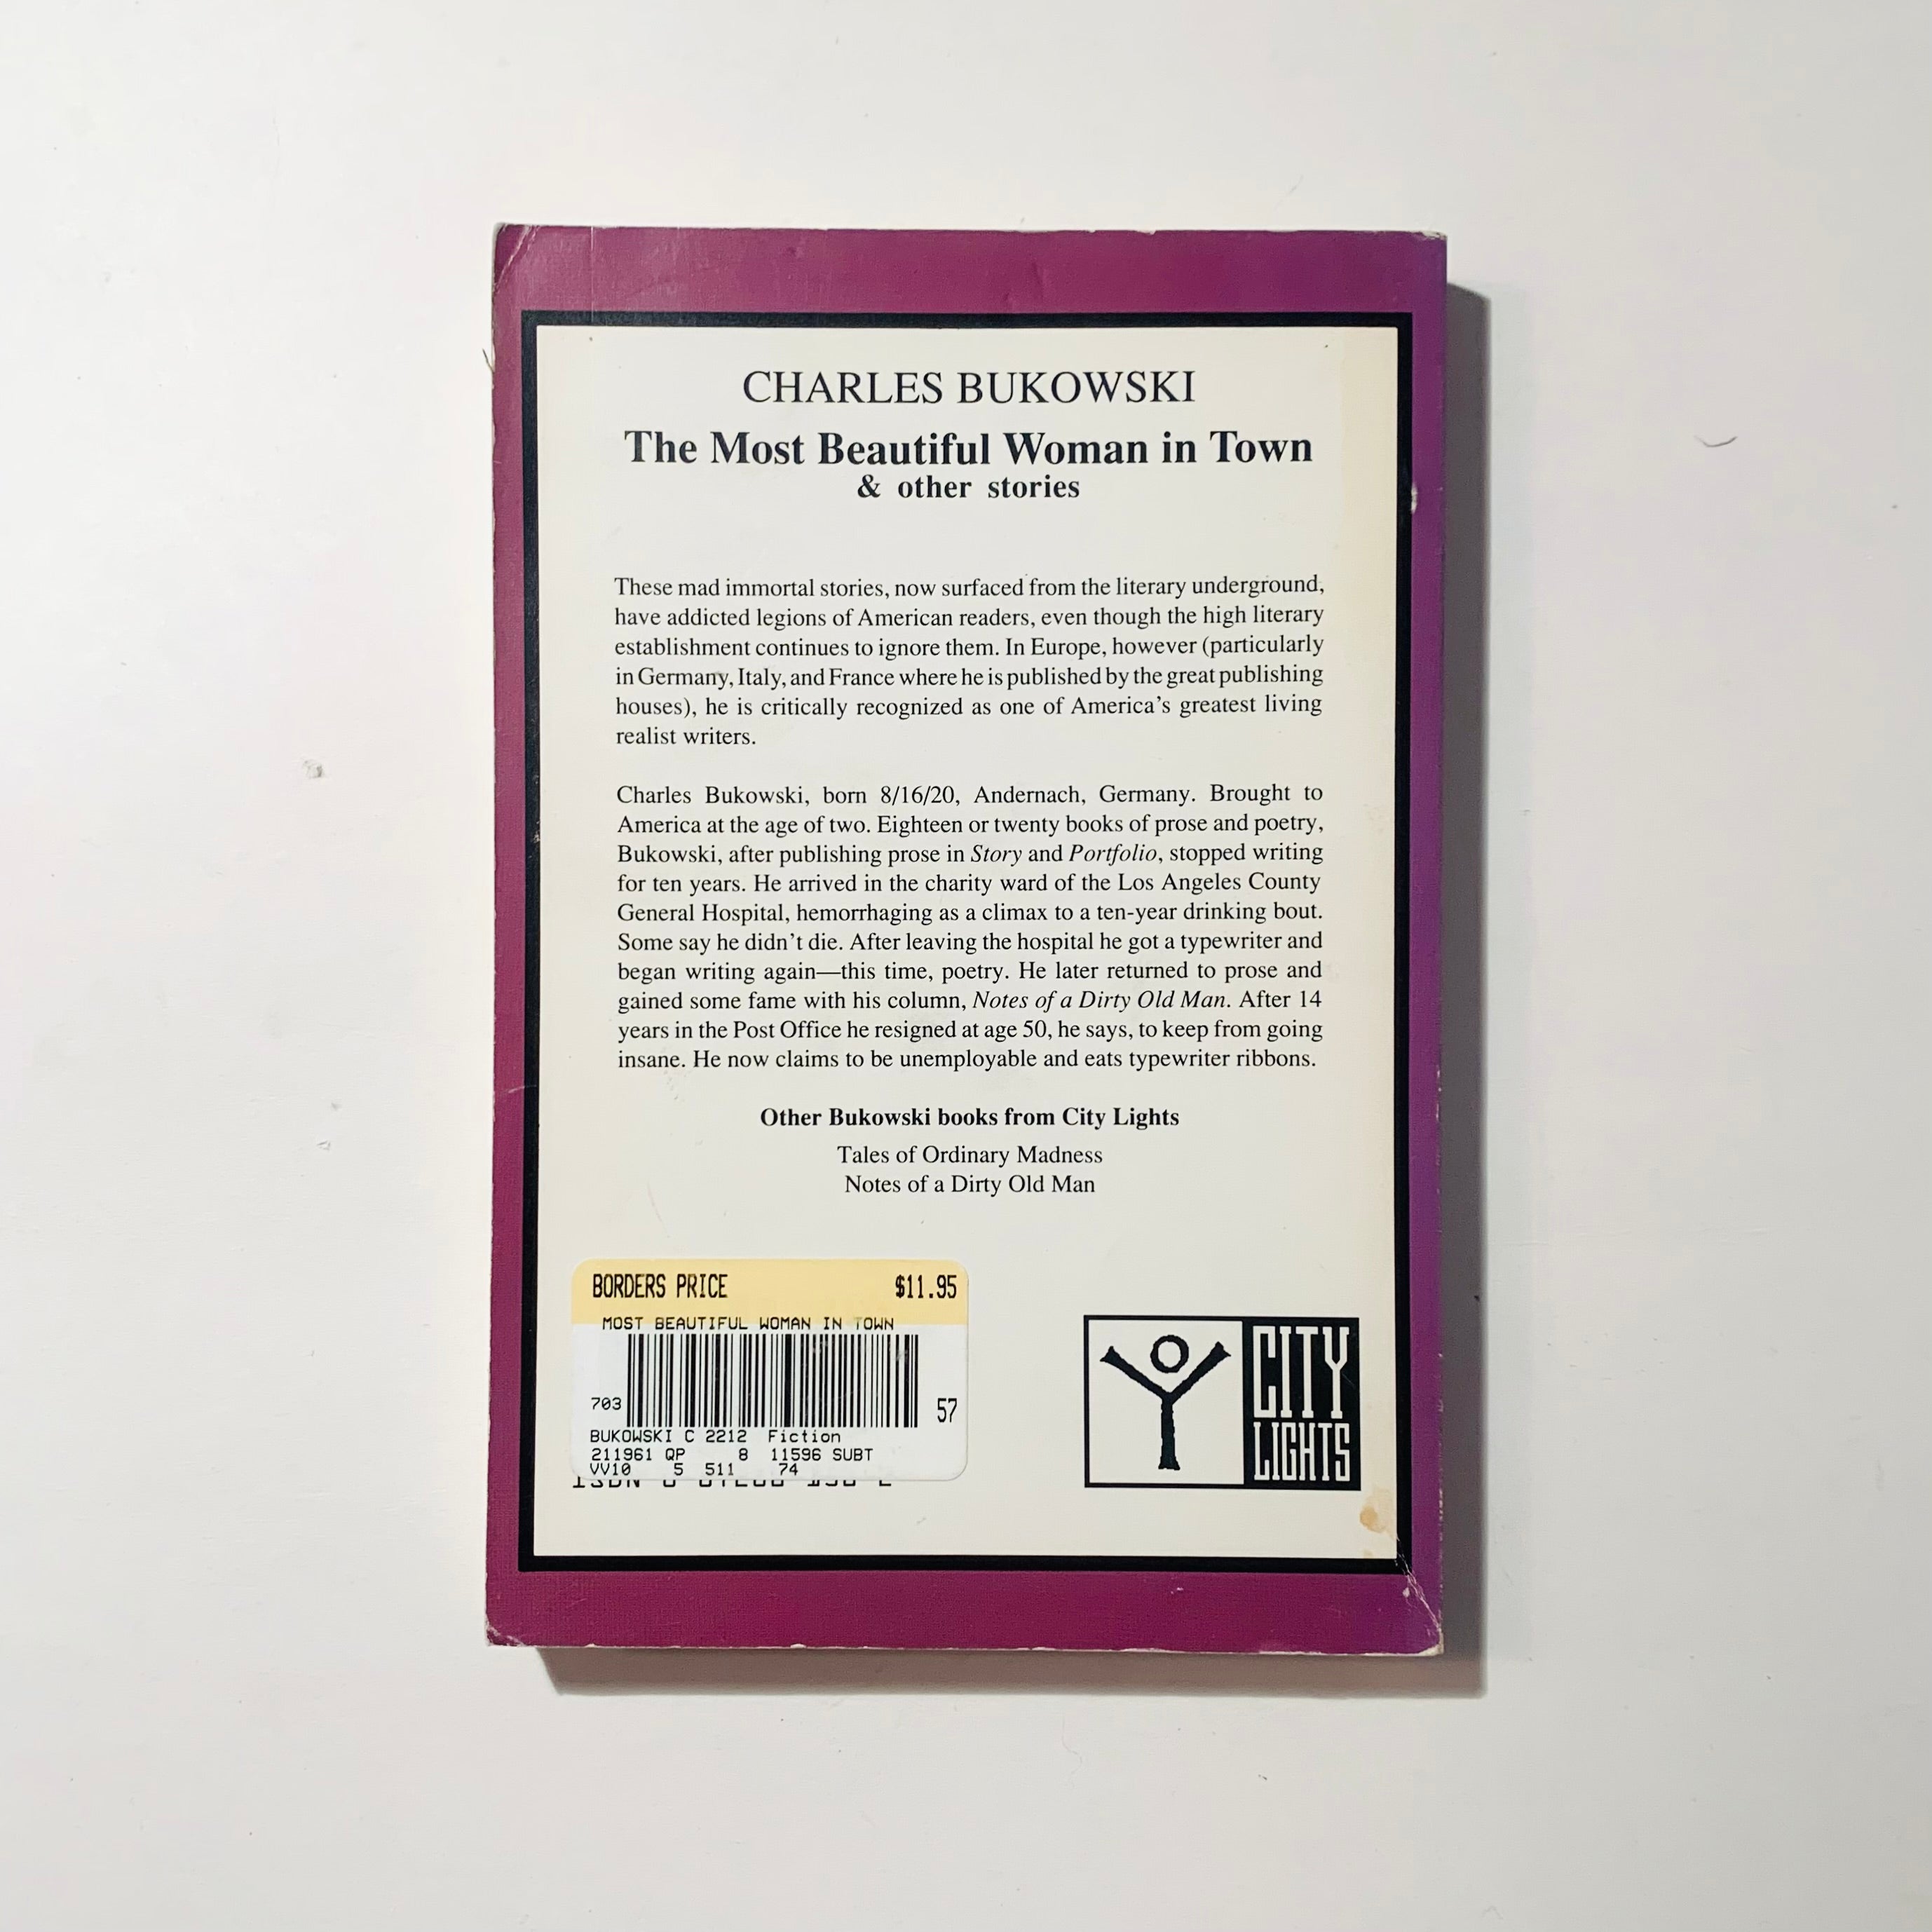 CHARLES BUKOWSKI
The Most Beautiful Woman in Town
& other stories
These mad immortal stories, now surfaced from the literary underground,
have addicted legions of American readers, even though the high literary
establishment continues to ignore them. In Europe, however (particularly
in Germany, Italy, and France where he is published by the great publishing
houses), he is critically recognized as one of America's greatest living
realist writers.
Charles Bukowski, born 8/16/20, Andernach, Germany. Brought to
America at the age of two. Eighteen or twenty books of prose and poetry,
Bukowski, after publishing prose in Story and Portfolio, stopped writing
for ten years. He arrived in the charity ward of the Los Angeles County
General Hospital, hemorrhaging as a climax to a ten-year drinking bout.
Some say he didn't die. After leaving the hospital he got a typewriter and
began writing again—this time, poetry. He later returned to prose and
gained some fame with his column, Notes of a Dirty Old Man. After 14
years in the Post Office he resigned at age 50, he says, to keep from going
insane. He now claims to be unemployable and eats typewriter ribbons.
Other Bukowski books from City Lights
Tales of Ordinary Madness
Notes of a Dirty Old Man
BORDERS PRICE $11.95
MOST BEAUTIFUL WOMAN IN TOWN
703 57
BUKOWSKI C 2212 Fiction
211961 QP 8 11596 SUBT
VV10 5 511 74
ISBN
CITY
LIGHTS